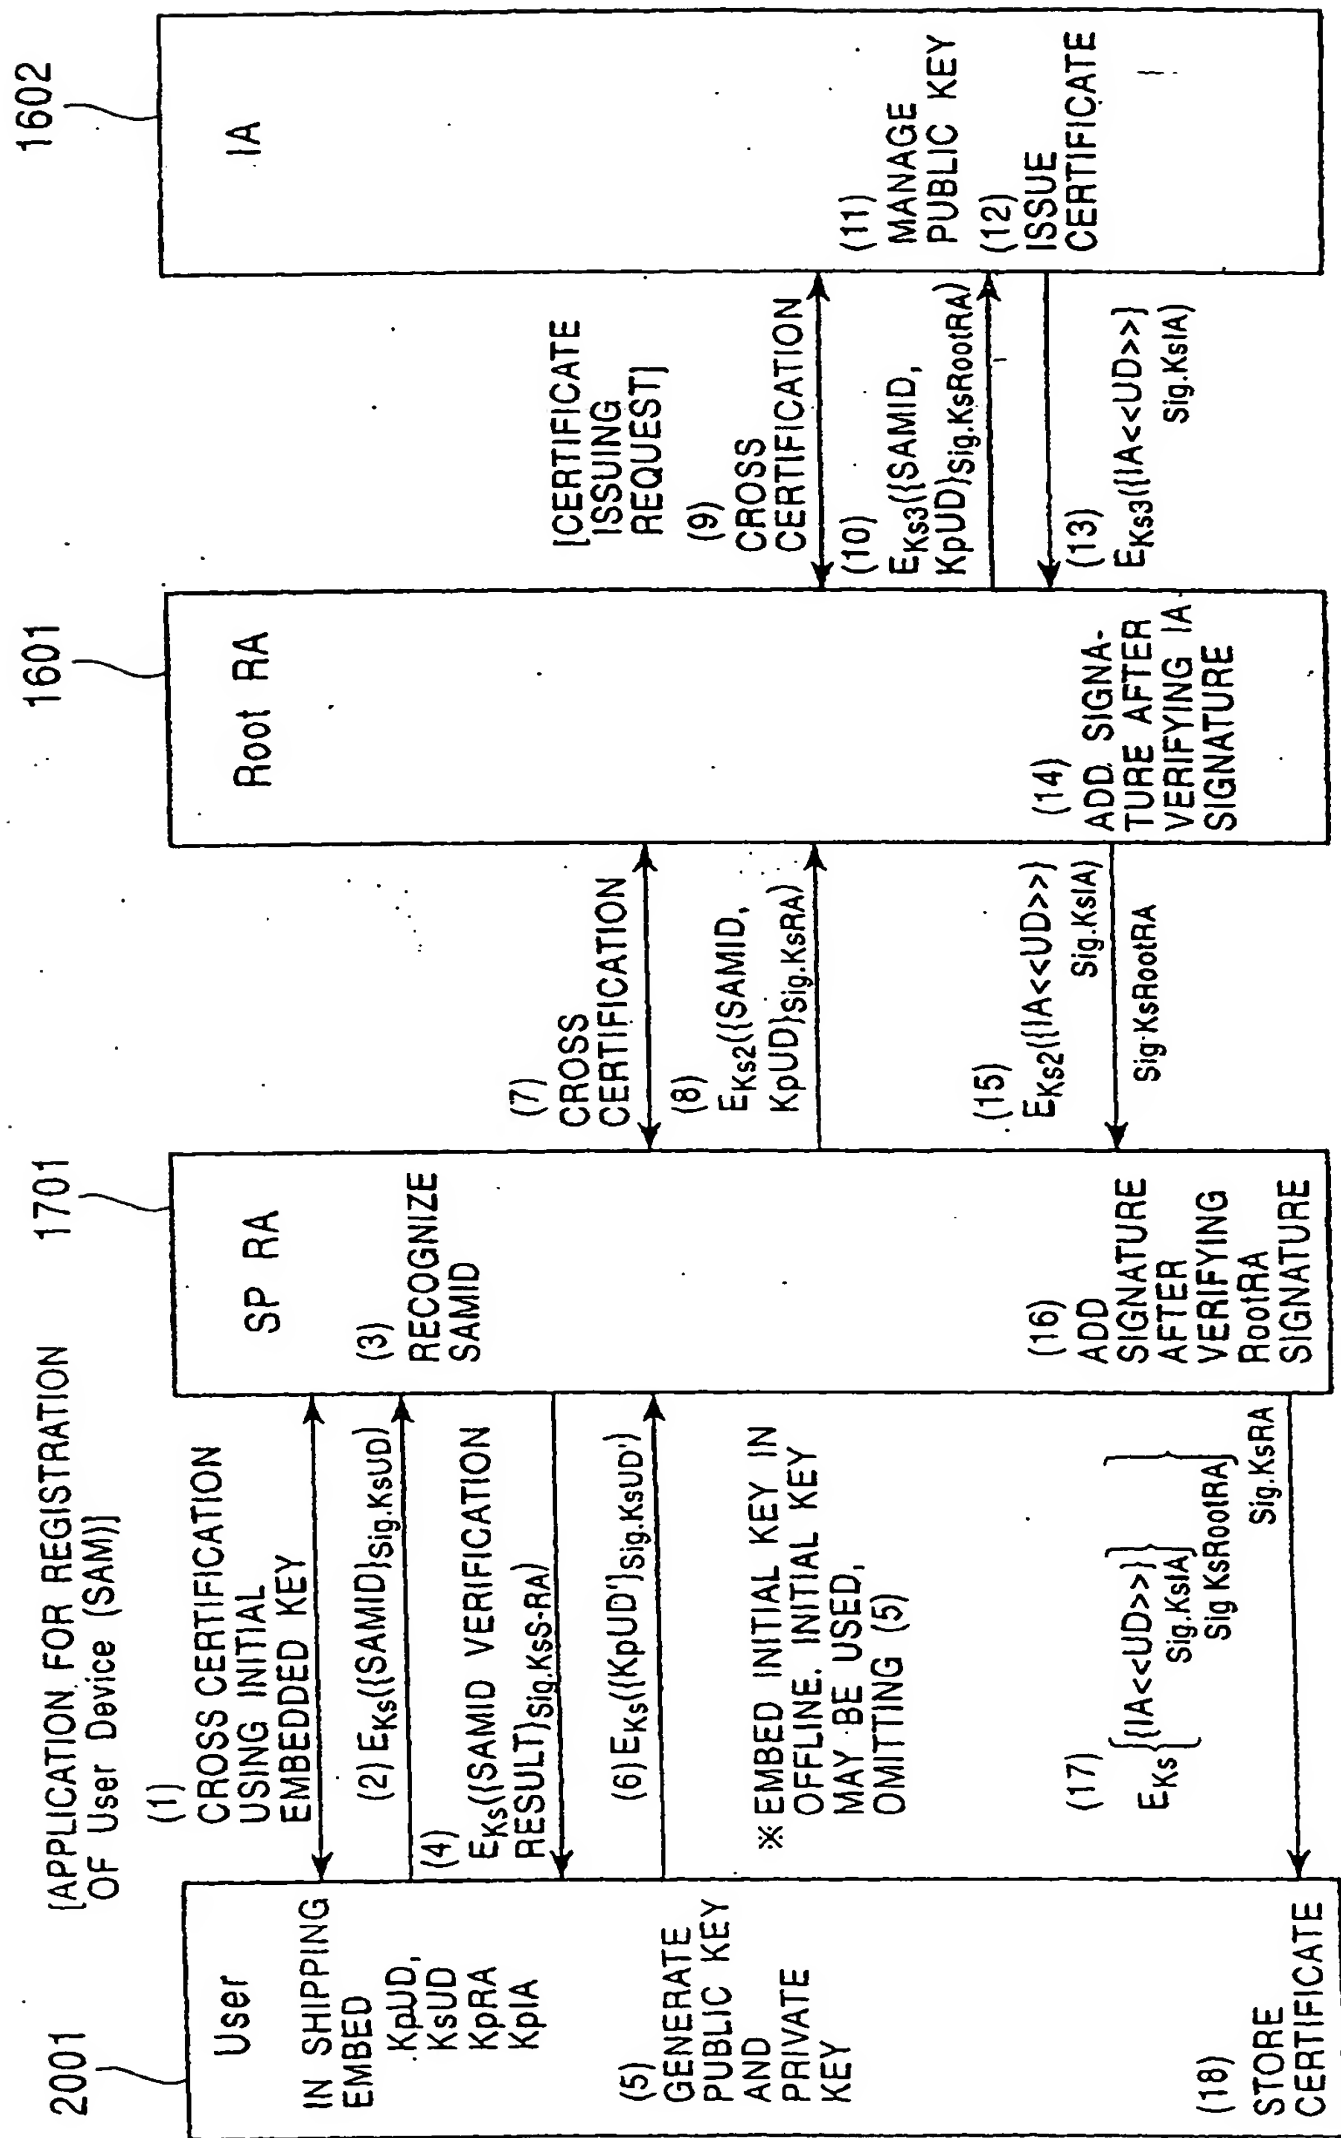 [APPLICATION FOR REGISTRATION
OF User Device (SAM)]
2001
User
IN SHIPPING
EMBED
KpUD,
KsUD
KpRA
KpIA
(5)
GENERATE
PUBLIC KEY
AND
PRIVATE
KEY
(18)
STORE
CERTIFICATE
(1)
CROSS CERTIFICATION
USING INITIAL
EMBEDDED KEY
(2) EKs({SAMID}Sig.KsUD)
(4)
EKs({SAMID VERIFICATION
RESULT}Sig.KsS-RA)
(6) EKs({KpUD'}Sig.KsUD')
※ EMBED INITIAL KEY IN
OFFLINE. INITIAL KEY
MAY BE USED,
OMITTING (5)
(17)
EKs{{{IA<<UD>>}
Sig.KsIA}
Sig KsRootRA}
Sig.KsRA
1701
SP RA
(3)
RECOGNIZE
SAMID
(16)
ADD
SIGNATURE
AFTER
VERIFYING
RootRA
SIGNATURE
(7)
CROSS
CERTIFICATION
(8)
EKs2({SAMID,
KpUD}Sig.KsRA)
(15)
EKs2({IA<<UD>>}
Sig.KsIA)
Sig·KsRootRA
1601
Root RA
(14)
ADD. SIGNA-
TURE AFTER
VERIFYING IA
SIGNATURE
[CERTIFICATE
ISSUING
REQUEST]
(9)
CROSS
CERTIFICATION
(10)
EKs3({SAMID,
KpUD}Sig.KsRootRA)
(13)
EKs3({IA<<UD>>}
Sig.KsIA)
1602
IA
(11)
MANAGE
PUBLIC KEY
(12)
ISSUE
CERTIFICATE